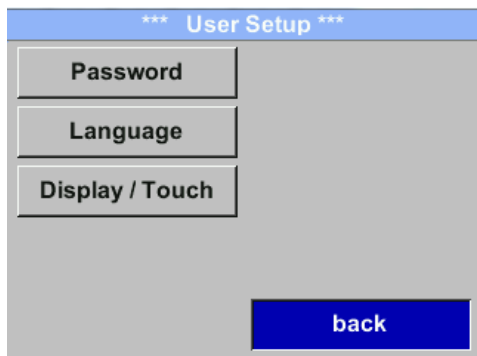 *** User Setup ***
Password
Language
Display / Touch
back